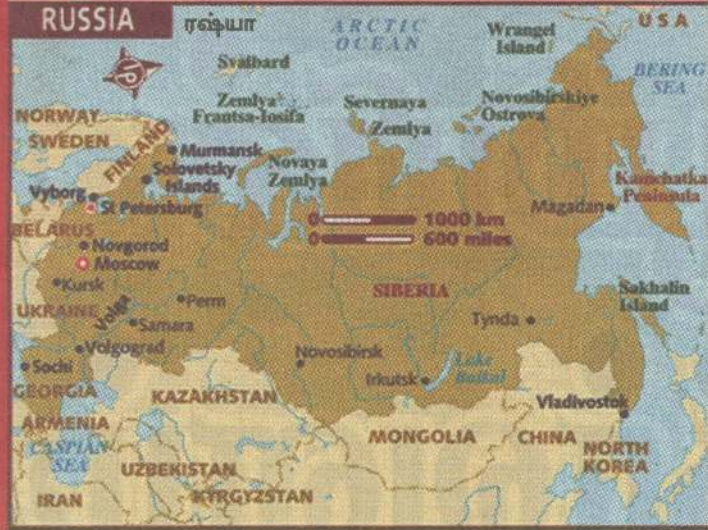 RUSSIA
ரஷ்யா
ARCTIC
OCEAN
Wrangel
Island
USA
BERING
SEA
Svalbard
Zemlya
Frantsa-Iosifa
Severnaya
Zemlya
Novosibirskiye
Ostrova
NORWAY
SWEDEN
FINLAND
Murmansk
Solovetsky
Islands
Novaya
Zemlya
Kamchatka
Peninsula
Vyborg
St Petersburg
Magadan
BELARUS
Novgorod
Moscow
0 1000 km
0 600 miles
Kursk
SIBERIA
Sakhalin
Island
UKRAINE
Volga
Perm
Samara
Tynda
Volgograd
Novosibirsk
Lake
Baikal
Sochi
Irkutsk
GEORGIA
KAZAKHSTAN
Vladivostok
ARMENIA
CASPIAN
SEA
MONGOLIA
CHINA
NORTH
KOREA
UZBEKISTAN
KYRGYZSTAN
IRAN